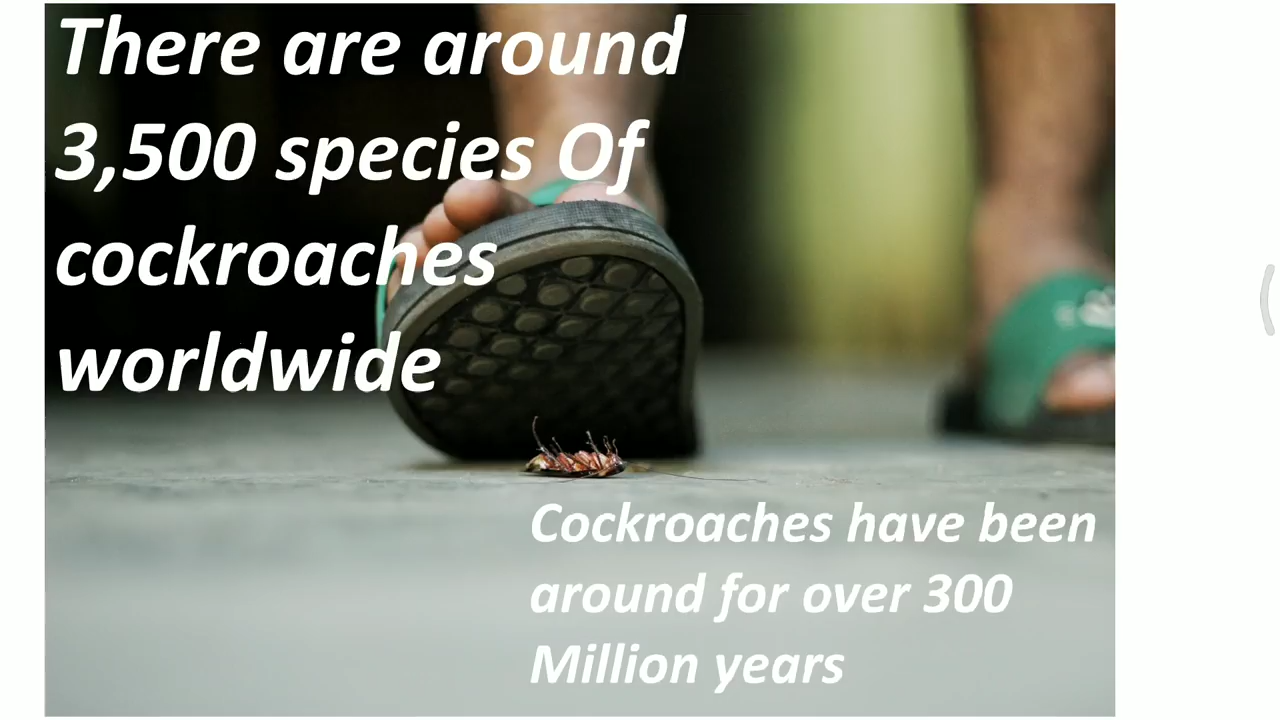 There are around
3,500 species Of
cockroaches
worldwide
Cockroaches have been
around for over 300
Million years